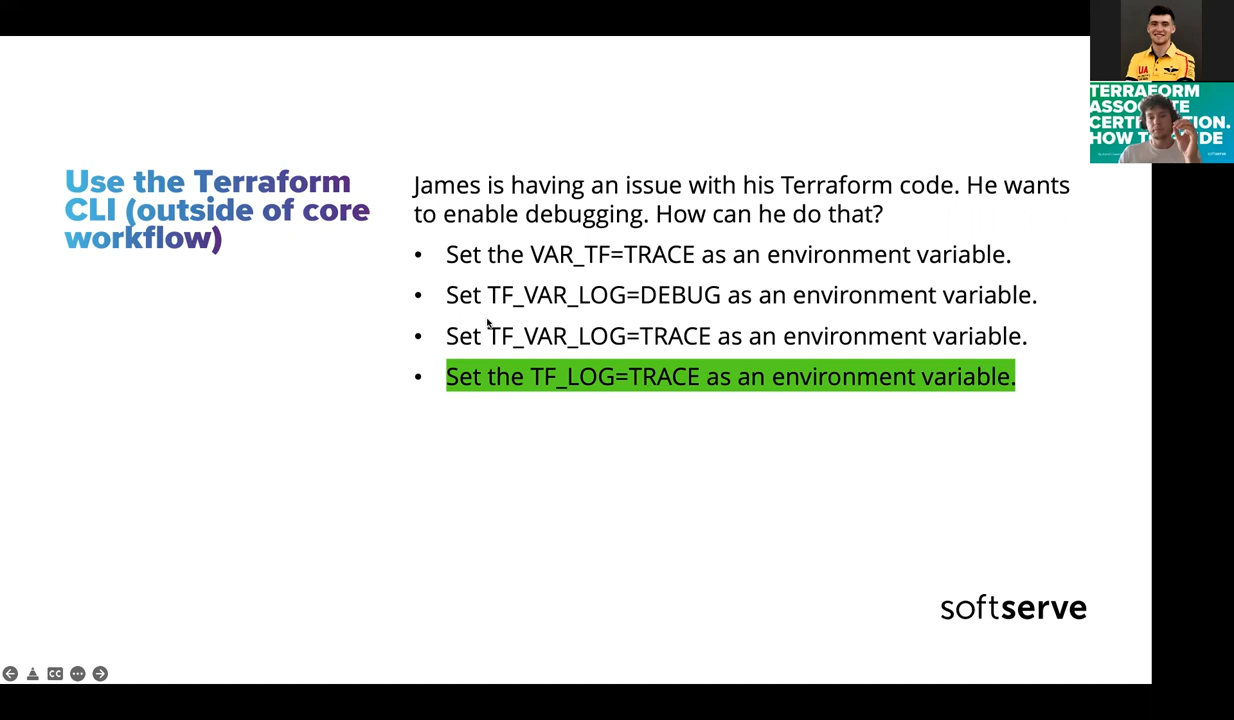 Use the Terraform
CLI (outside of core
workflow)
James is having an issue with his Terraform code. He wants
to enable debugging. How can he do that?
• Set the VAR_TF=TRACE as an environment variable.
• Set TF_VAR_LOG=DEBUG as an environment variable.
• Set TF_VAR_LOG=TRACE as an environment variable.
• Set the TF_LOG=TRACE as an environment variable.
softserve
CC
UA
TERRAFORM
softserve